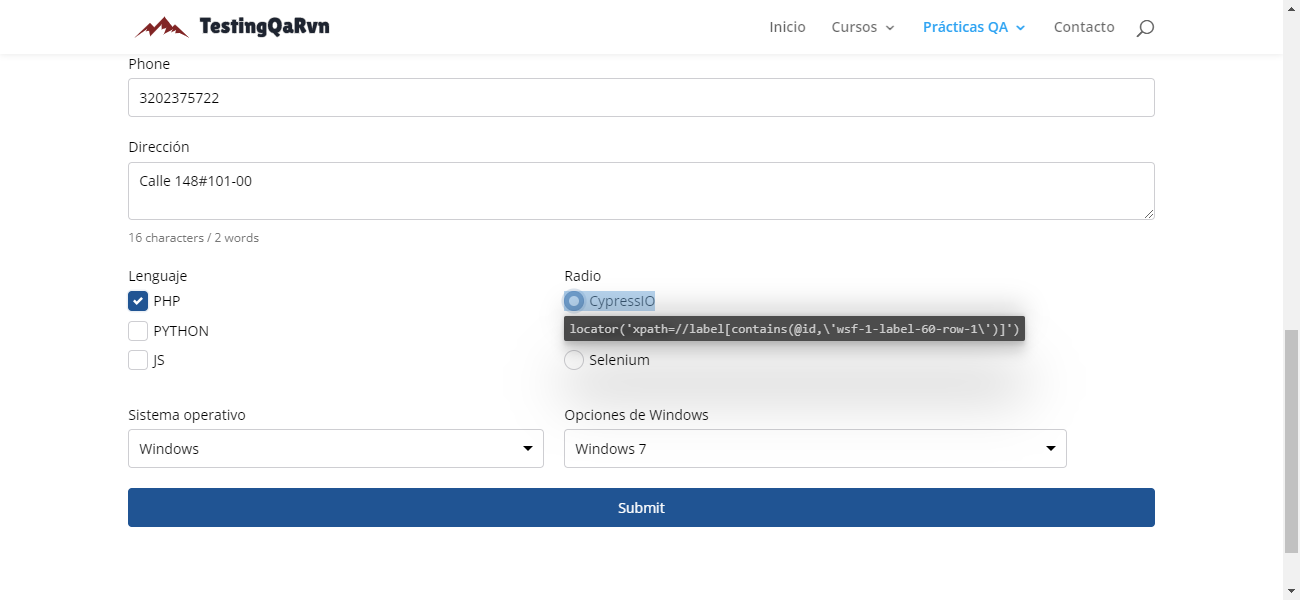 TestingQaRvn
Inicio Cursos Prácticas QA Contacto
Phone
3202375722
Dirección
Calle 148#101-00
16 characters / 2 words
Lenguaje
PHP
PYTHON
JS
Radio
CypressIO
locator('xpath=//label[contains(@id,\'wsf-1-label-60-row-1\')]')
Selenium
Sistema operativo
Windows
Opciones de Windows
Windows 7
Submit